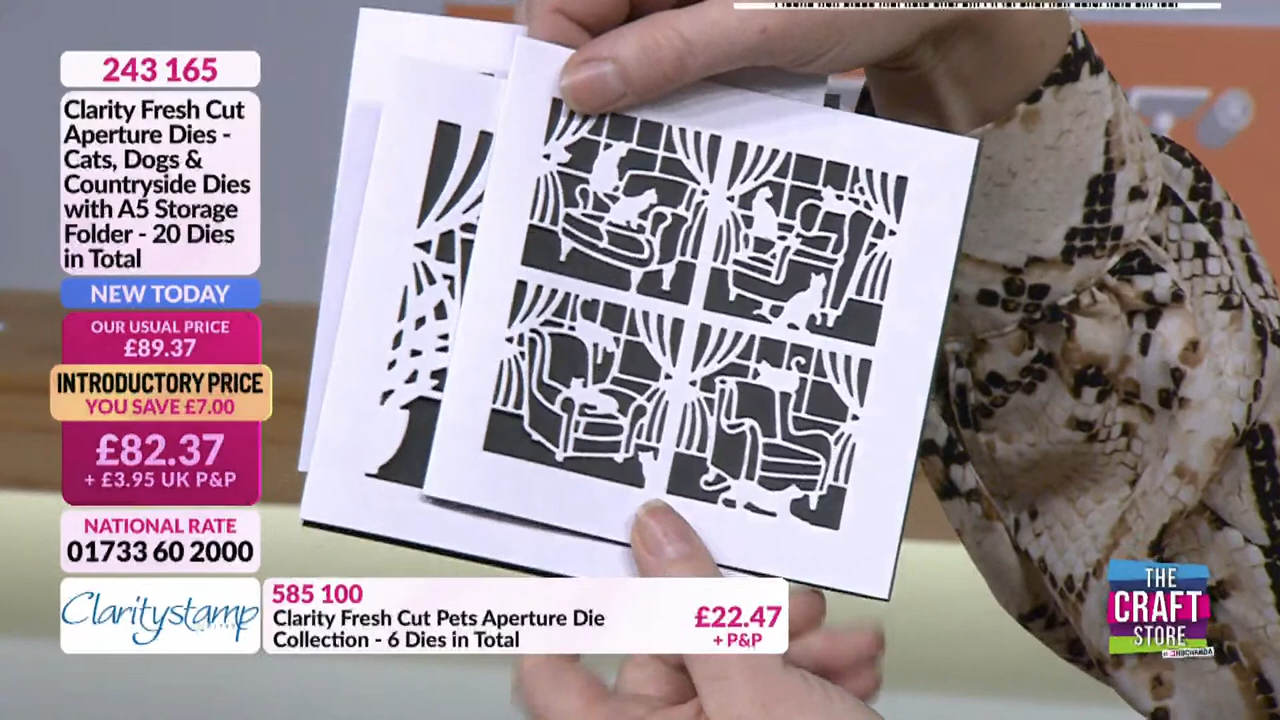 243 165
Clarity Fresh Cut
Aperture Dies -
Cats, Dogs &
Countryside Dies
with A5 Storage
Folder - 20 Dies
in Total
NEW TODAY
OUR USUAL PRICE
£89.37
INTRODUCTORY PRICE
YOU SAVE £7.00
£82.37
+ £3.95 UK P&P
NATIONAL RATE
01733 60 2000
Claritystamp
585 100
Clarity Fresh Cut Pets Aperture Die
Collection - 6 Dies in Total
£22.47
+ P&P
THE
CRAFT
STORE